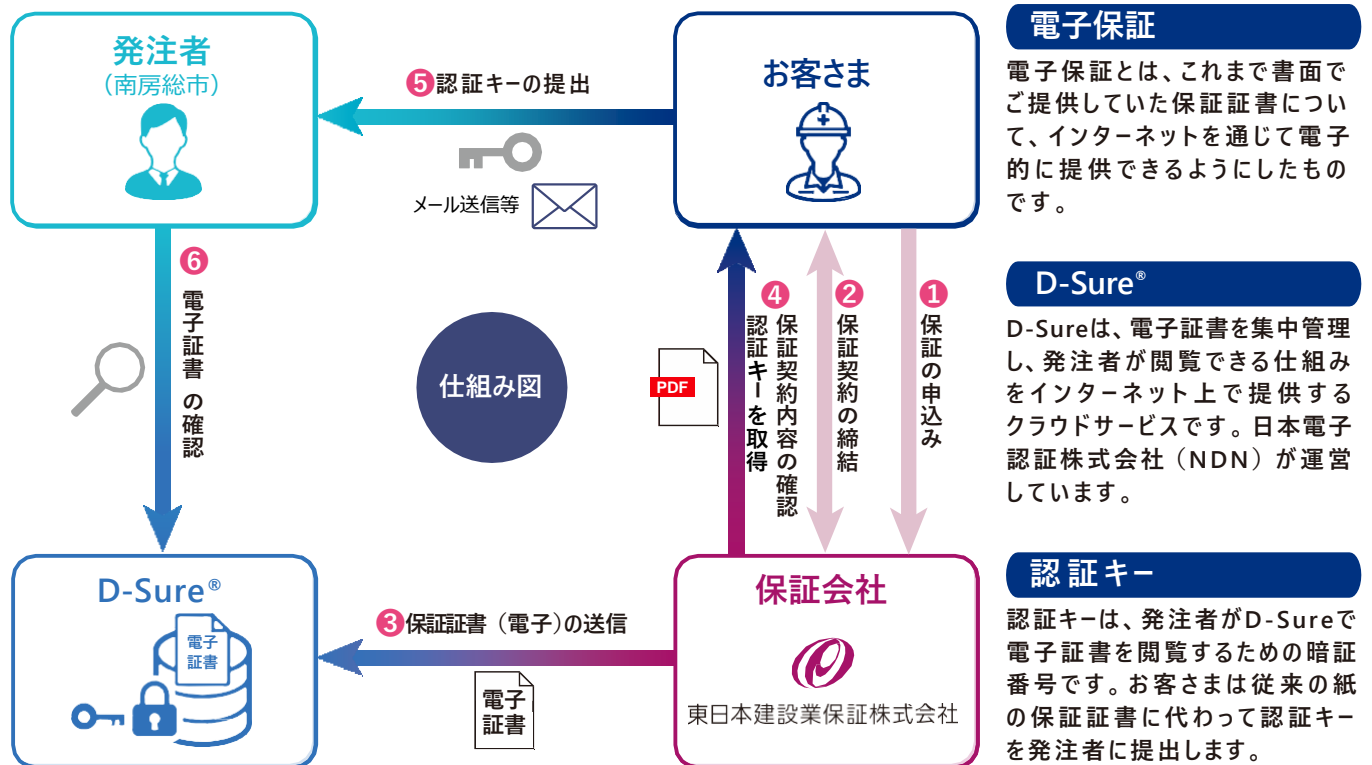 発注者
（南房総市）
❺認証キーの提出
メール送信等
お客さま
❻
電子証書の確認
仕組み図
PDF
❹
保証契約内容の確認
認証キーを取得
❷
保証契約の締結
❶
保証の申込み
D-Sure®
電子
証書
❸保証証書（電子）の送信
電子
証書
保証会社
東日本建設業保証株式会社
電子保証
電子保証とは、これまで書面で
ご提供していた保証証書につい
て、インターネットを通じて電子
的に提供できるようにしたもの
です。
D-Sure®
D-Sureは、電子証書を集中管理
し、発注者が閲覧できる仕組み
をインターネット上で提供する
クラウドサービスです。日本電子
認証株式会社（NDN）が運営
しています。
認証キー
認証キーは、発注者がD-Sureで
電子証書を閲覧するための暗証
番号です。お客さまは従来の紙
の保証証書に代わって認証キー
を発注者に提出します。